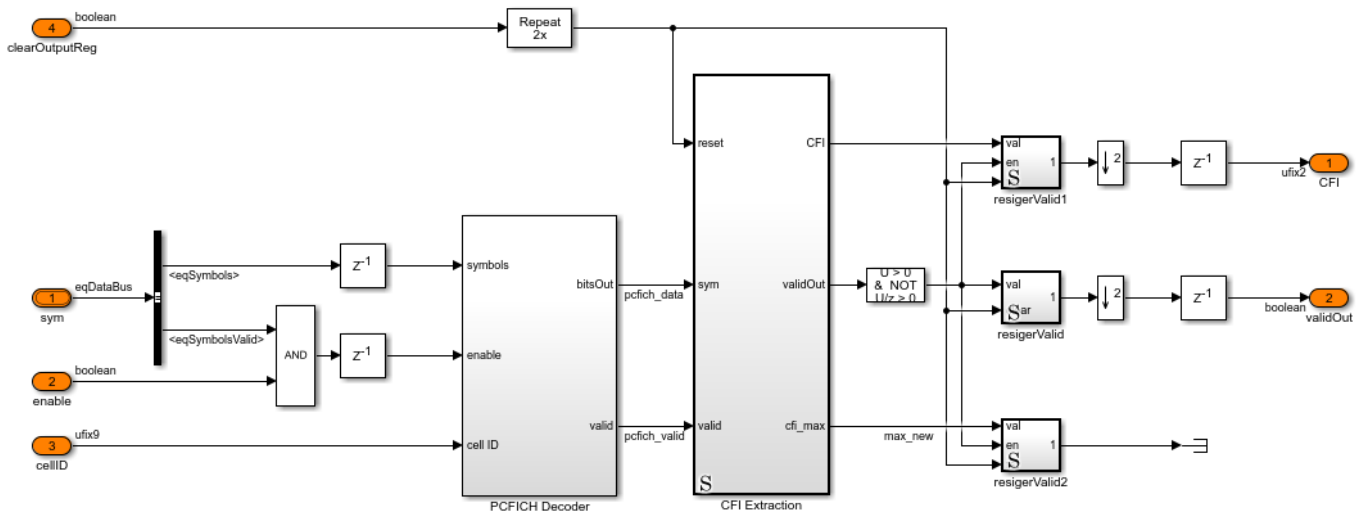 4
boolean
clearOutputReg
Repeat
2x
reset
CFI
val
en
S
1
resigerValid1
2
Z-1
ufix2
1
CFI
1
eqDataBus
sym
<eqSymbols>
Z-1
symbols
bitsOut
pcfich_data
sym
validOut
U > 0
& NOT
U/z > 0
val
S ar
1
resigerValid
2
Z-1
boolean
2
validOut
<eqSymbolsValid>
AND
Z-1
enable
2
boolean
enable
3
ufix9
cellID
cell ID
valid
pcfich_valid
valid
cfi_max
max_new
val
en
S
1
resigerValid2
S
PCFICH Decoder
CFI Extraction